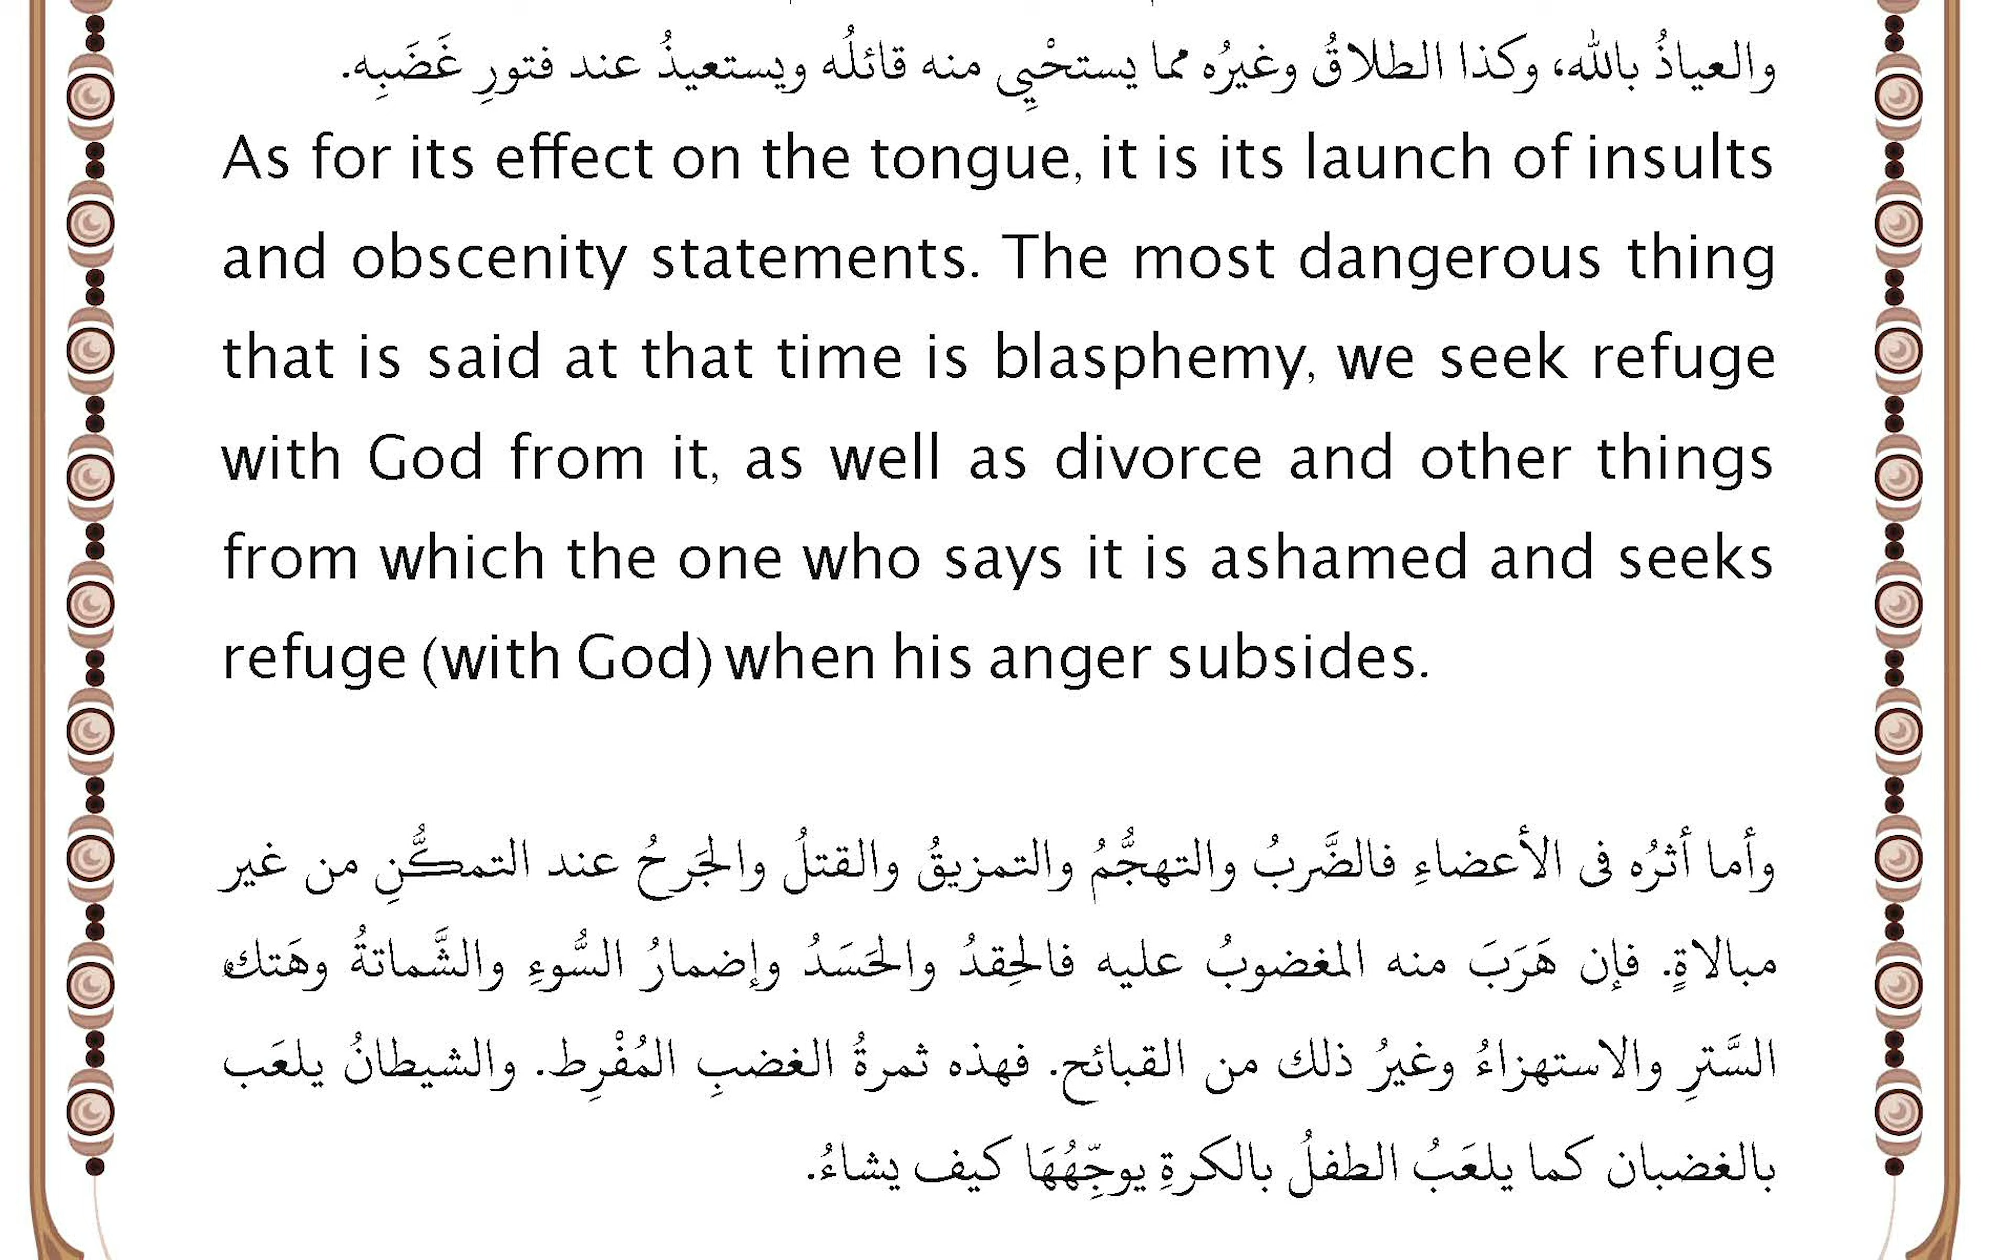 والعياذُ بالله، وكذا الطلاقُ وغيرُه مما يستحْيِي منه قائلُه ويستعيذُ عند فتورِ غَضَبِه.
As for its effect on the tongue, it is its launch of insults
and obscenity statements. The most dangerous thing
that is said at that time is blasphemy, we seek refuge
with God from it, as well as divorce and other things
from which the one who says it is ashamed and seeks
refuge (with God) when his anger subsides.
وأما أثرُه فى الأعضاءِ فالضَّربُ والتهجُّمُ والتمزيقُ والقتلُ والجَرحُ عند التمكُّنِ من غير
مبالاةٍ. فإن هَرَبَ منه المغضوبُ عليه فالحِقدُ والحَسَدُ وإضمارُ السُّوءِ والشَّماتةُ وهَتك
السَّترِ والاستهزاءُ وغيرُ ذلك من القبائح. فهذه ثمرةُ الغضبِ المُفْرِط. والشيطانُ يلعَب
بالغضبان كما يلعَبُ الطفلُ بالكرةِ يوجِّهُهَا كيف يشاءُ.